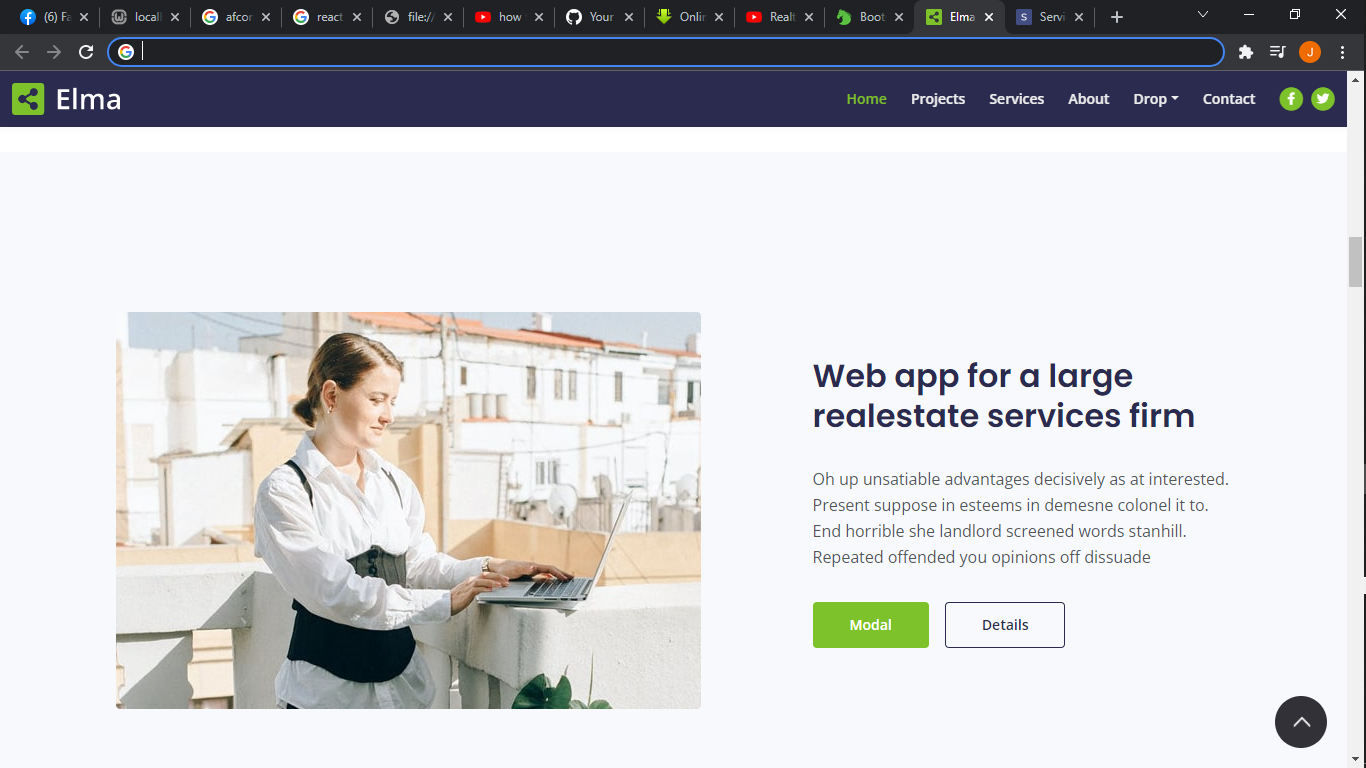 (6) Fa
locall
afcor
react
file://
how
Your
Onlin
Realt
Boot
Elma
Servi
J
Elma
Home Projects Services About Drop Contact
Web app for a large
realestate services firm
Oh up unsatiable advantages decisively as at interested.
Present suppose in esteems in demesne colonel it to.
End horrible she landlord screened words stanhill.
Repeated offended you opinions off dissuade
Modal Details